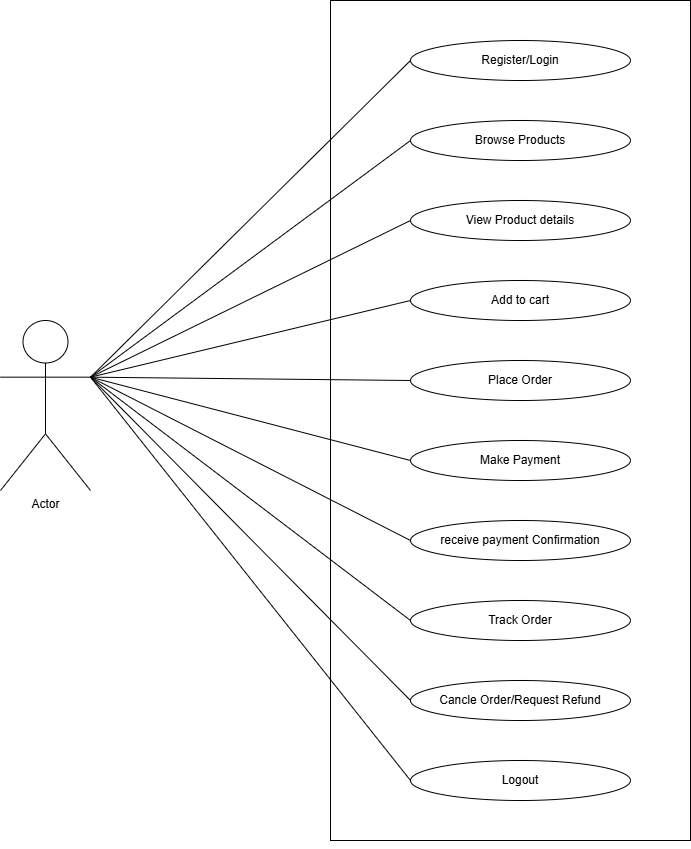 Register/Login
Browse Products
View Product details
Add to cart
Place Order
Make Payment
receive payment Confirmation
Track Order
Cancle Order/Request Refund
Logout
Actor